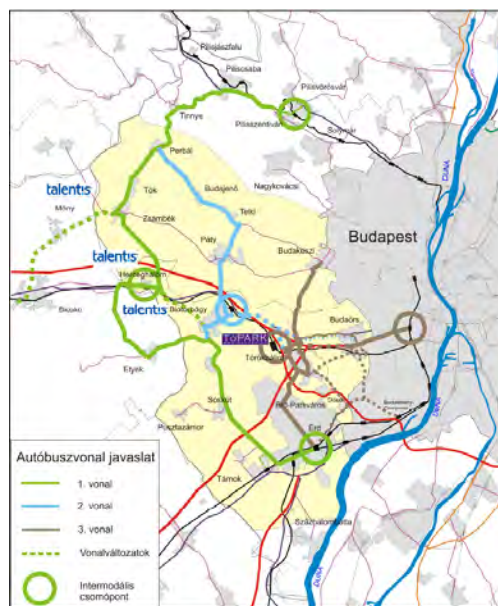 Pilisjászfalu
Piliscsaba
Pilisvörösvár
Tinnye
Pilisszentiván
Solymár
DUNA
Perbál
Nagykovácsi
Budajenő
talentis
Tök
Telki
Mány
Zsámbék
Budapest
Páty
Budakeszi
talentis
Herceghalom
talentis
Bicske
Biatorbágy
Budaörs
TóPARK
Törökbálint
Etyek
Diósd
Sóskút
Érd-Parkváros
Pusztazámor
Érd
DUNA
Autóbuszvonal javaslat
Tárnok
1. vonal
2. vonal
Százhalombatta
3. vonal
Vonalváltozatok
DUNA
Intermodális
csomópont